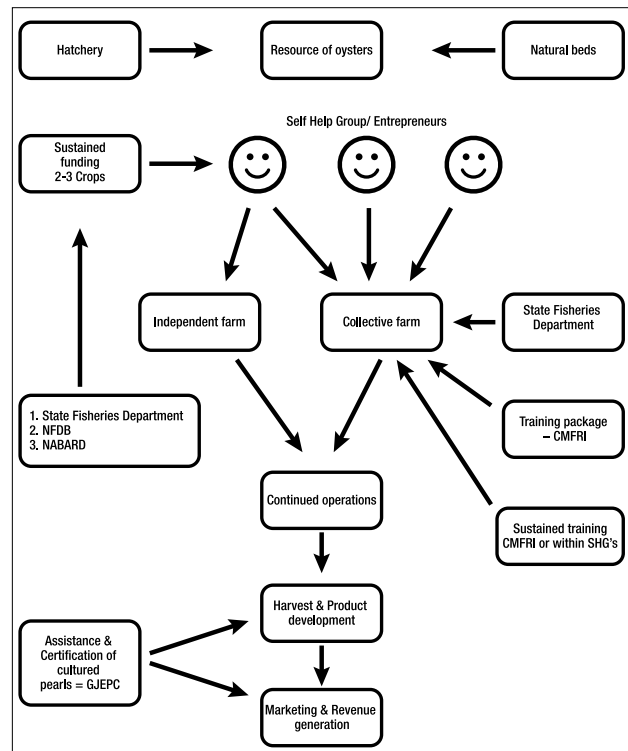 Hatchery
Resource of oysters
Natural beds
Self Help Group/ Entrepreneurs
Sustained
funding
2-3 Crops
Independent farm
Collective farm
State Fisheries
Department
1. State Fisheries Department
2. NFDB
3. NABARD
Training package
– CMFRI
Continued operations
Sustained training
CMFRI or within SHG's
Harvest & Product
development
Assistance &
Certification of
cultured
pearls = GJEPC
Marketing & Revenue
generation